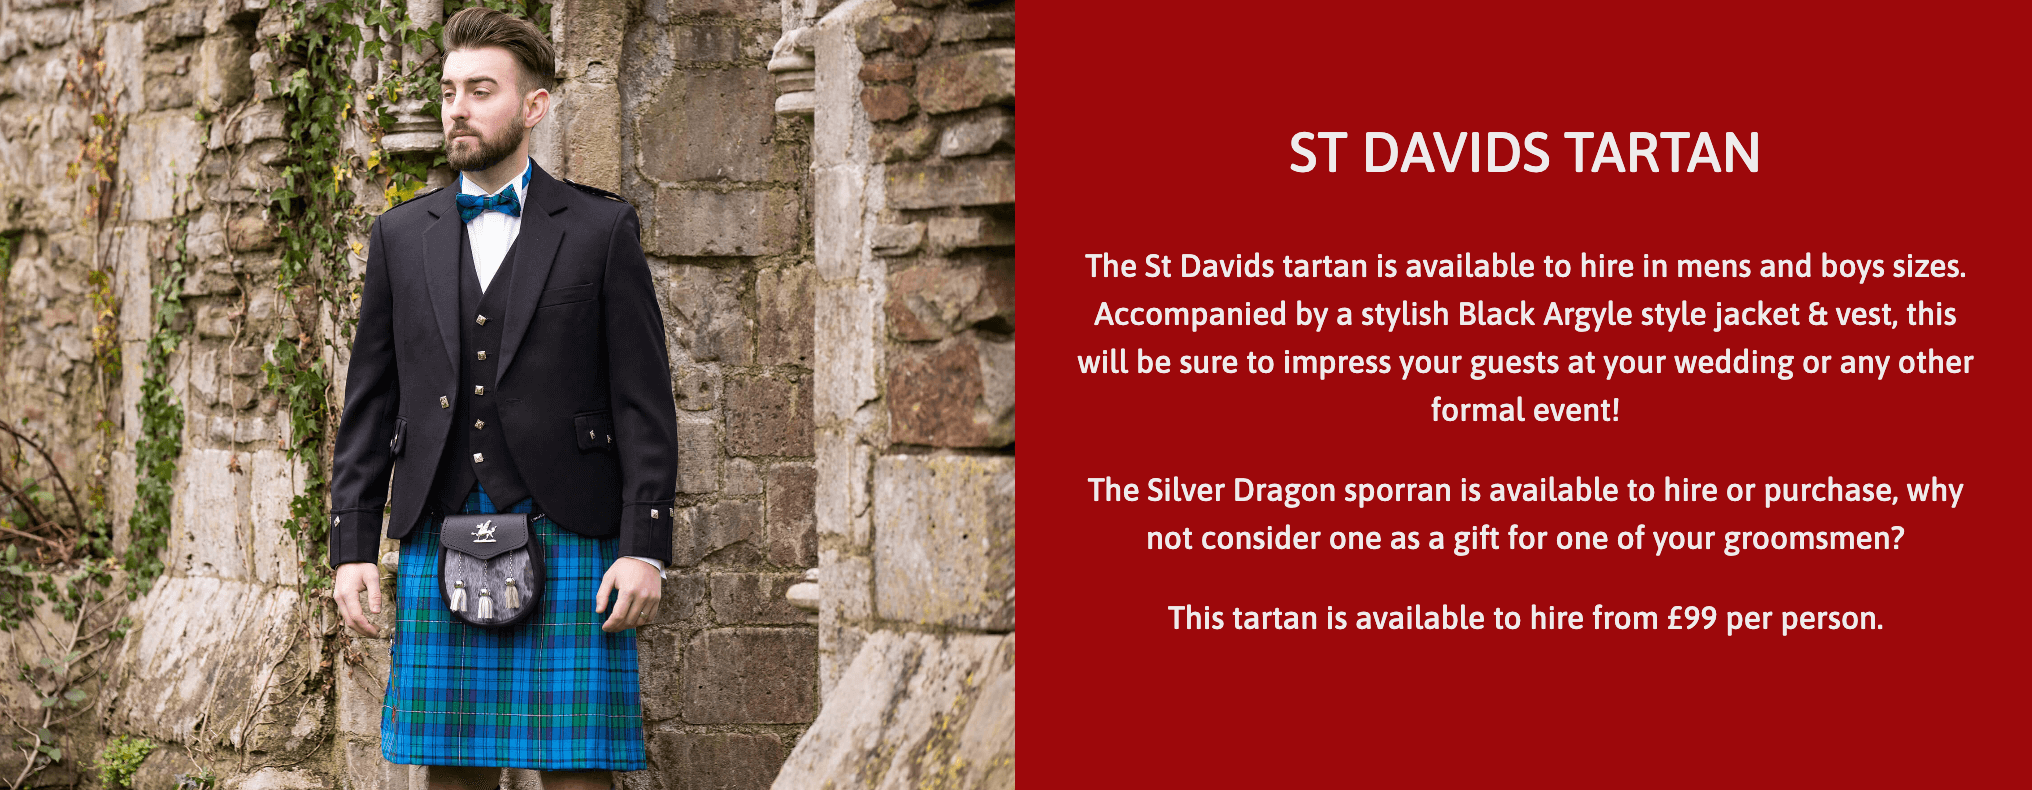 ST DAVIDS TARTAN
The St Davids tartan is available to hire in mens and boys sizes.
Accompanied by a stylish Black Argyle style jacket & vest, this
will be sure to impress your guests at your wedding or any other
formal event!
The Silver Dragon sporran is available to hire or purchase, why
not consider one as a gift for one of your groomsmen?
This tartan is available to hire from £99 per person.